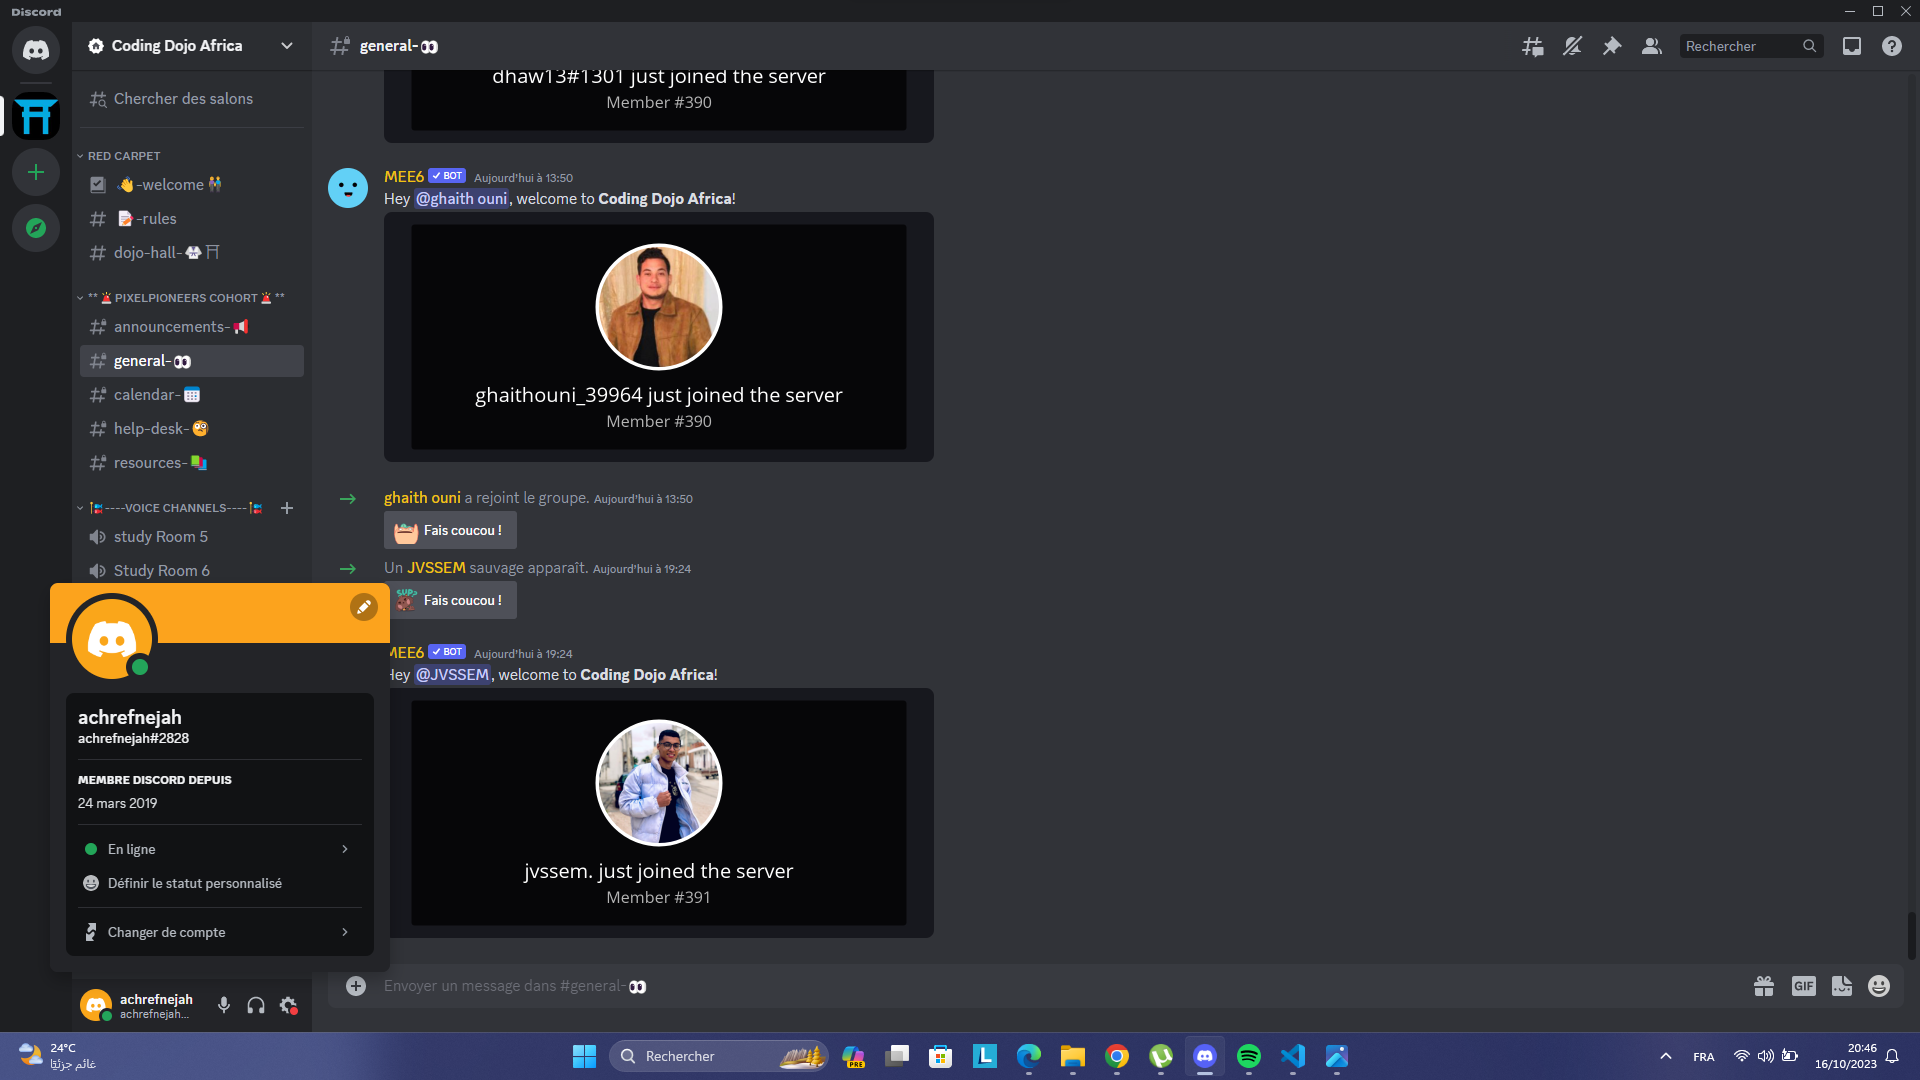 Discord
Coding Dojo Africa
general-
Rechercher
Chercher des salons
RED CARPET
-welcome
-rules
dojo-hall-
** PIXELPIONEERS COHORT **
announcements-
general-
calendar-
help-desk-
resources-
----VOICE CHANNELS----
study Room 5
Study Room 6
dhaw13#1301 just joined the server
Member #390
MEE6 BOT Aujourd'hui à 13:50
Hey @ghaith ouni, welcome to Coding Dojo Africa!
ghaithouni_39964 just joined the server
Member #390
ghaith ouni a rejoint le groupe. Aujourd'hui à 13:50
Fais coucou !
Un JVSSEM sauvage apparaît. Aujourd'hui à 19:24
SUP?
Fais coucou !
MEE6 BOT Aujourd'hui à 19:24
Hey @JVSSEM, welcome to Coding Dojo Africa!
jvssem. just joined the server
Member #391
achrefnejah
achrefnejah#2828
MEMBRE DISCORD DEPUIS
24 mars 2019
En ligne
Définir le statut personnalisé
Changer de compte
achrefnejah
achrefnejah...
Envoyer un message dans #general-
GIF
24°C
غائم جزئيًا
Rechercher
PRE
L
FRA
20:46
16/10/2023